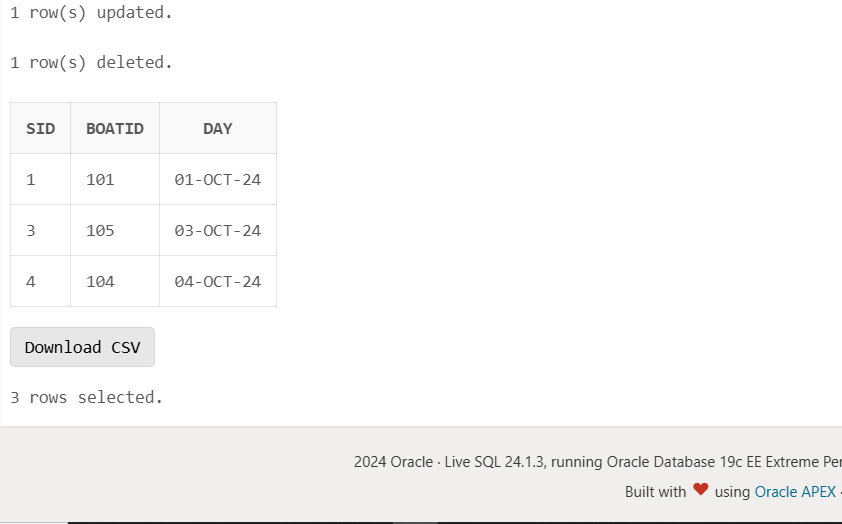 1 row(s) updated.
1 row(s) deleted.
SID BOATID DAY
1 101 01-OCT-24
3 105 03-OCT-24
4 104 04-OCT-24
Download CSV
3 rows selected.
2024 Oracle · Live SQL 24.1.3, running Oracle Database 19c EE Extreme Per
Built with ❤ using Oracle APEX ·